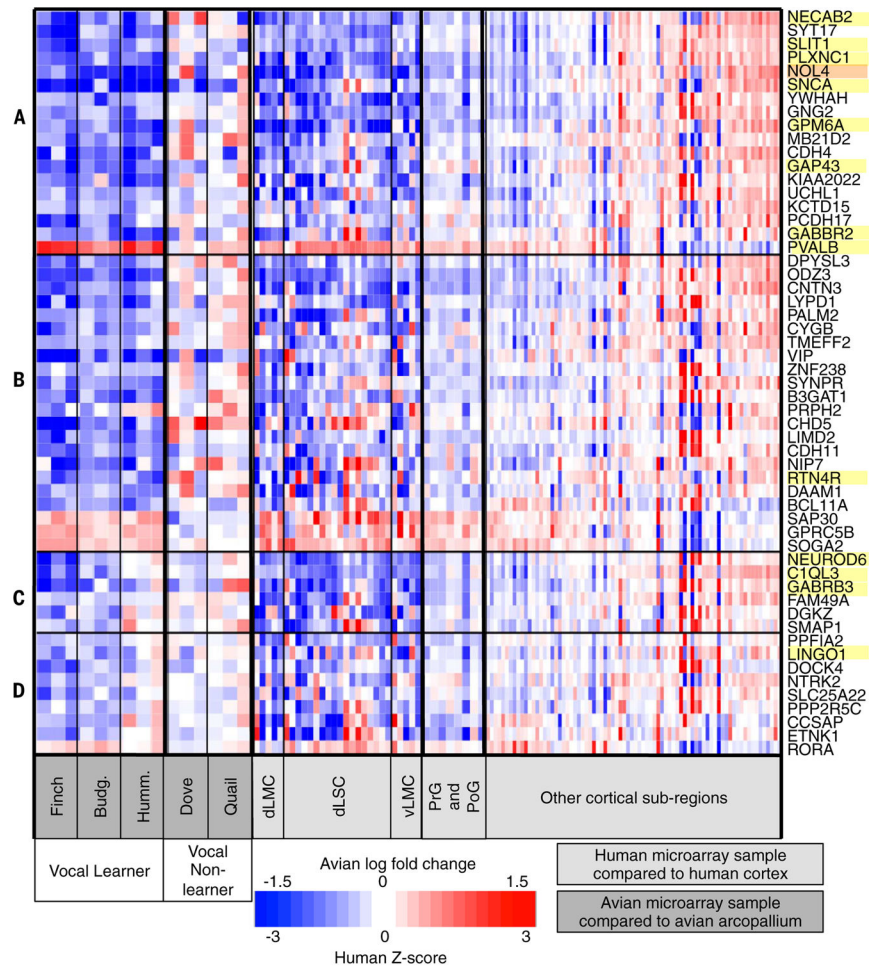 NECAB2
SYT17
SLIT1
PLXNC1
NOL4
SNCA
A
YWHAH
GNG2
GPM6A
MB21D2
CDH4
GAP43
KIAA2022
UCHL1
KCTD15
PCDH17
GABBR2
PVALB
DPYSL3
ODZ3
CNTN3
LYPD1
PALM2
CYGB
TMEFF2
VIP
ZNF238
B
SYNPR
B3GAT1
PRPH2
CHD5
LIMD2
CDH11
NIP7
RTN4R
DAAM1
BCL11A
SAP30
GPRC5B
SOGA2
NEUROD6
C1QL3
GABRB3
C
FAM49A
DGKZ
SMAP1
PPFIA2
LINGO1
DOCK4
D
NTRK2
SLC25A22
PPP2R5C
CCSAP
ETNK1
RORA
Finch
Budg.
Humm.
Dove
Quail
dLMC
dLSC
vLMC
PrG
and
PoG
Other cortical sub-regions
Vocal Learner
Vocal
Non-
learner
Avian log fold change
-1.5 0 1.5
-3 0 3
Human Z-score
Human microarray sample
compared to human cortex
Avian microarray sample
compared to avian arcopallium